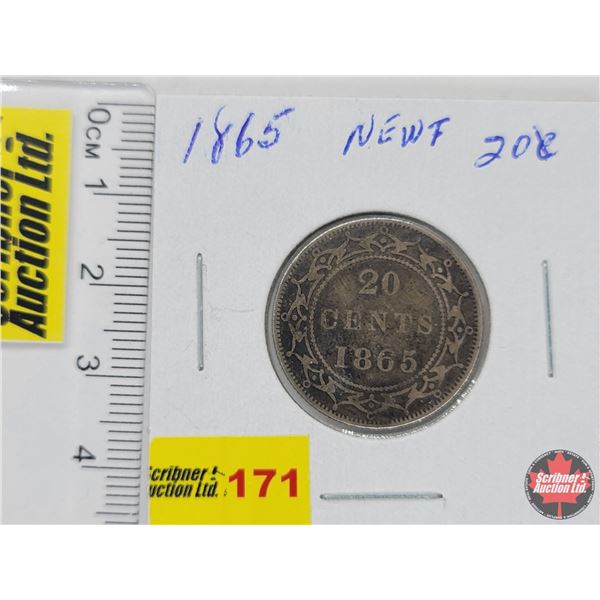 1865 NEWF 20¢
0CM 1 2 3 4
Auction Ltd.
20
CENTS
1865
Scribner &
Auction Ltd.
171
Scribner &
Auction Ltd.